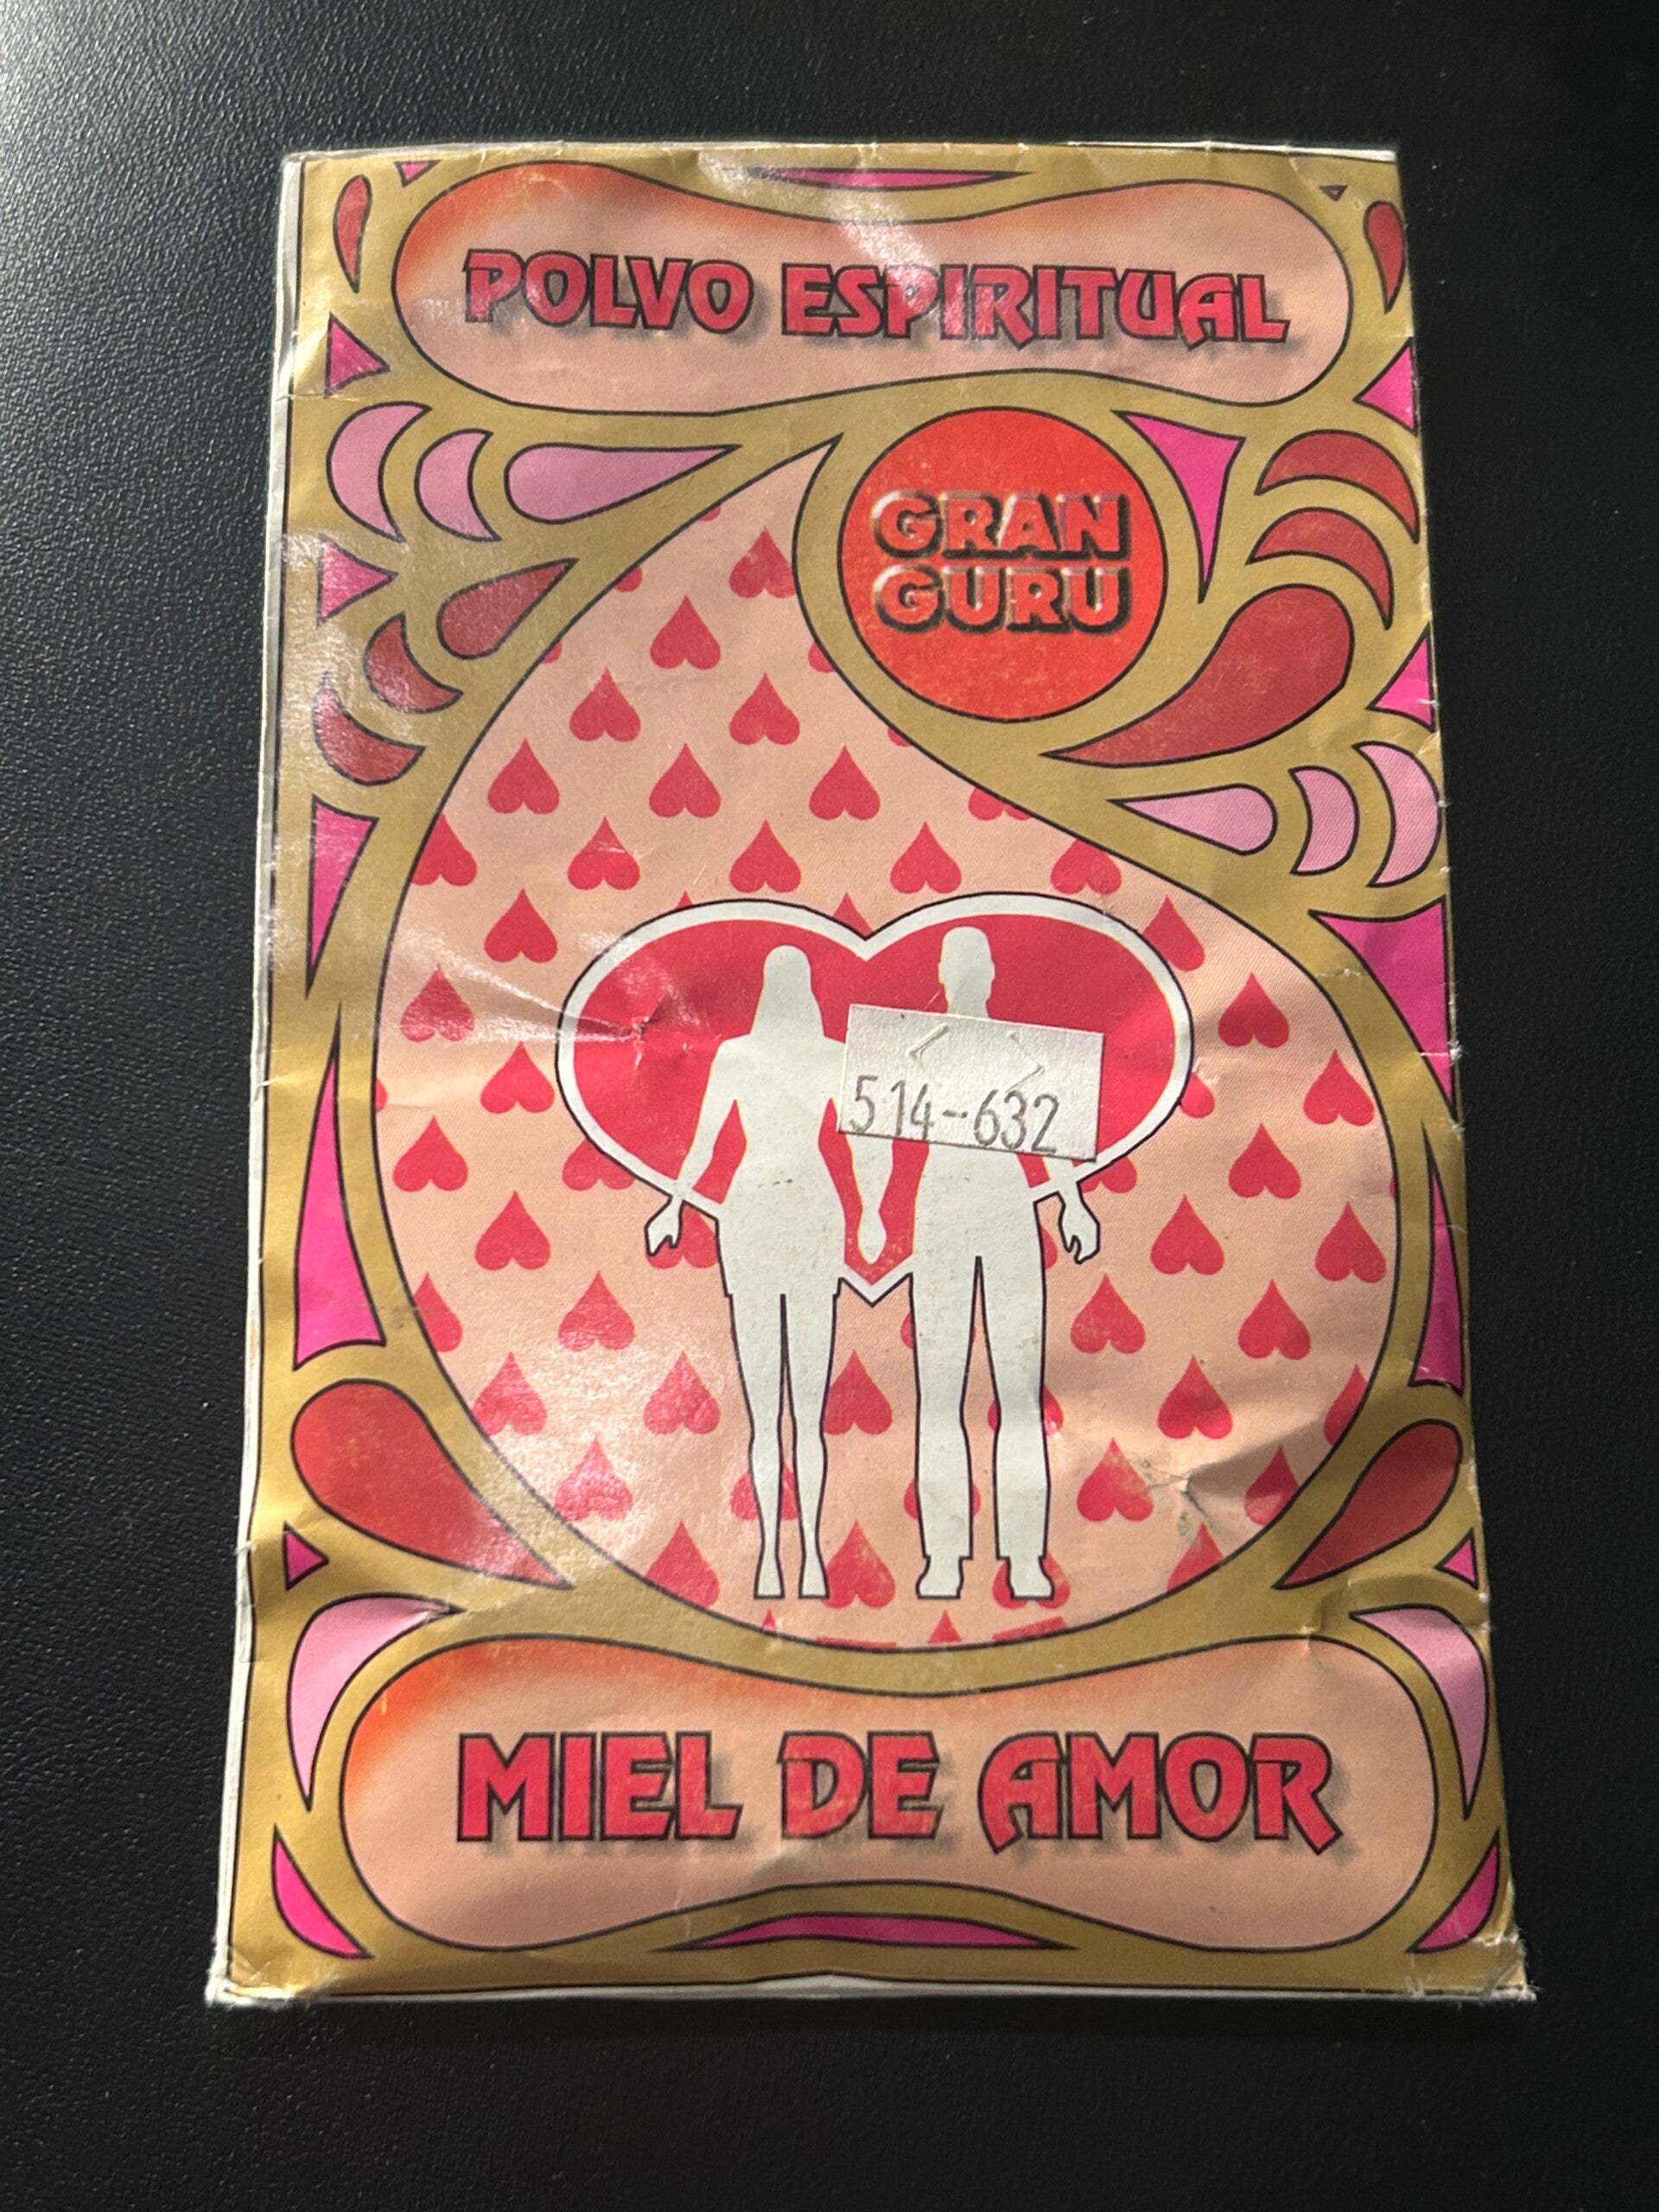 POLVO ESPIRITUAL
GRAN
GURU
514-632
MIEL DE AMOR